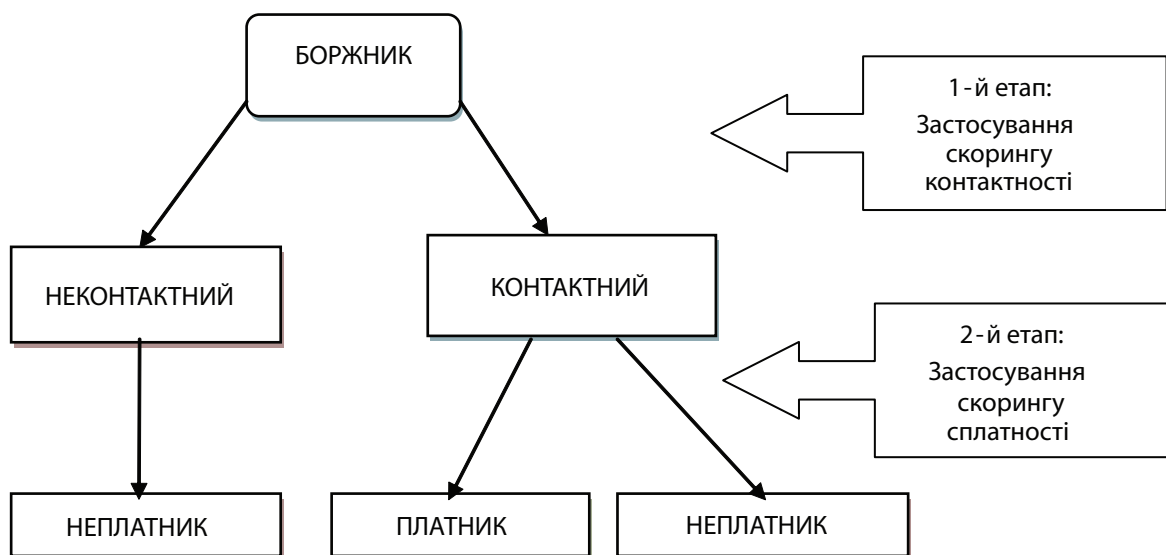 БОРЖНИК
1-й етап:
Застосування
скорингу
контактності
НЕКОНТАКТНИЙ
КОНТАКТНИЙ
2-й етап:
Застосування
скорингу
сплатності
НЕПЛАТНИК
ПЛАТНИК
НЕПЛАТНИК